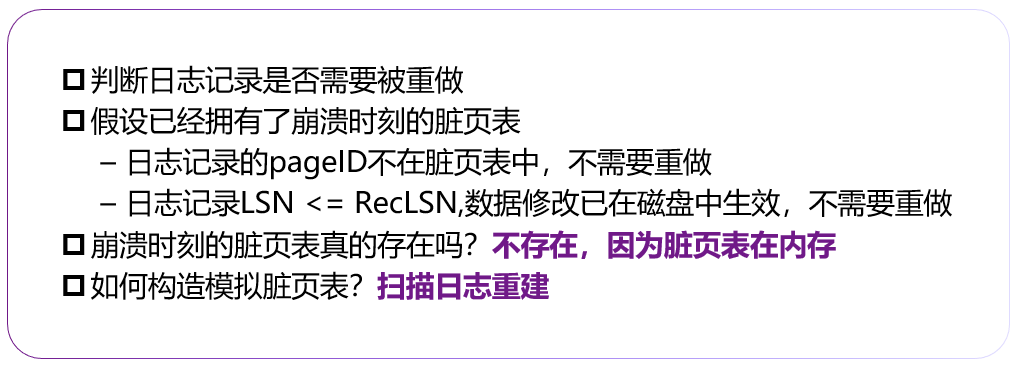 判断日志记录是否需要被重做
假设已经拥有了崩溃时刻的脏页表
– 日志记录的pageID不在脏页表中，不需要重做
– 日志记录LSN <= RecLSN,数据修改已在磁盘中生效，不需要重做
崩溃时刻的脏页表真的存在吗？不存在，因为脏页表在内存
如何构造模拟脏页表？扫描日志重建